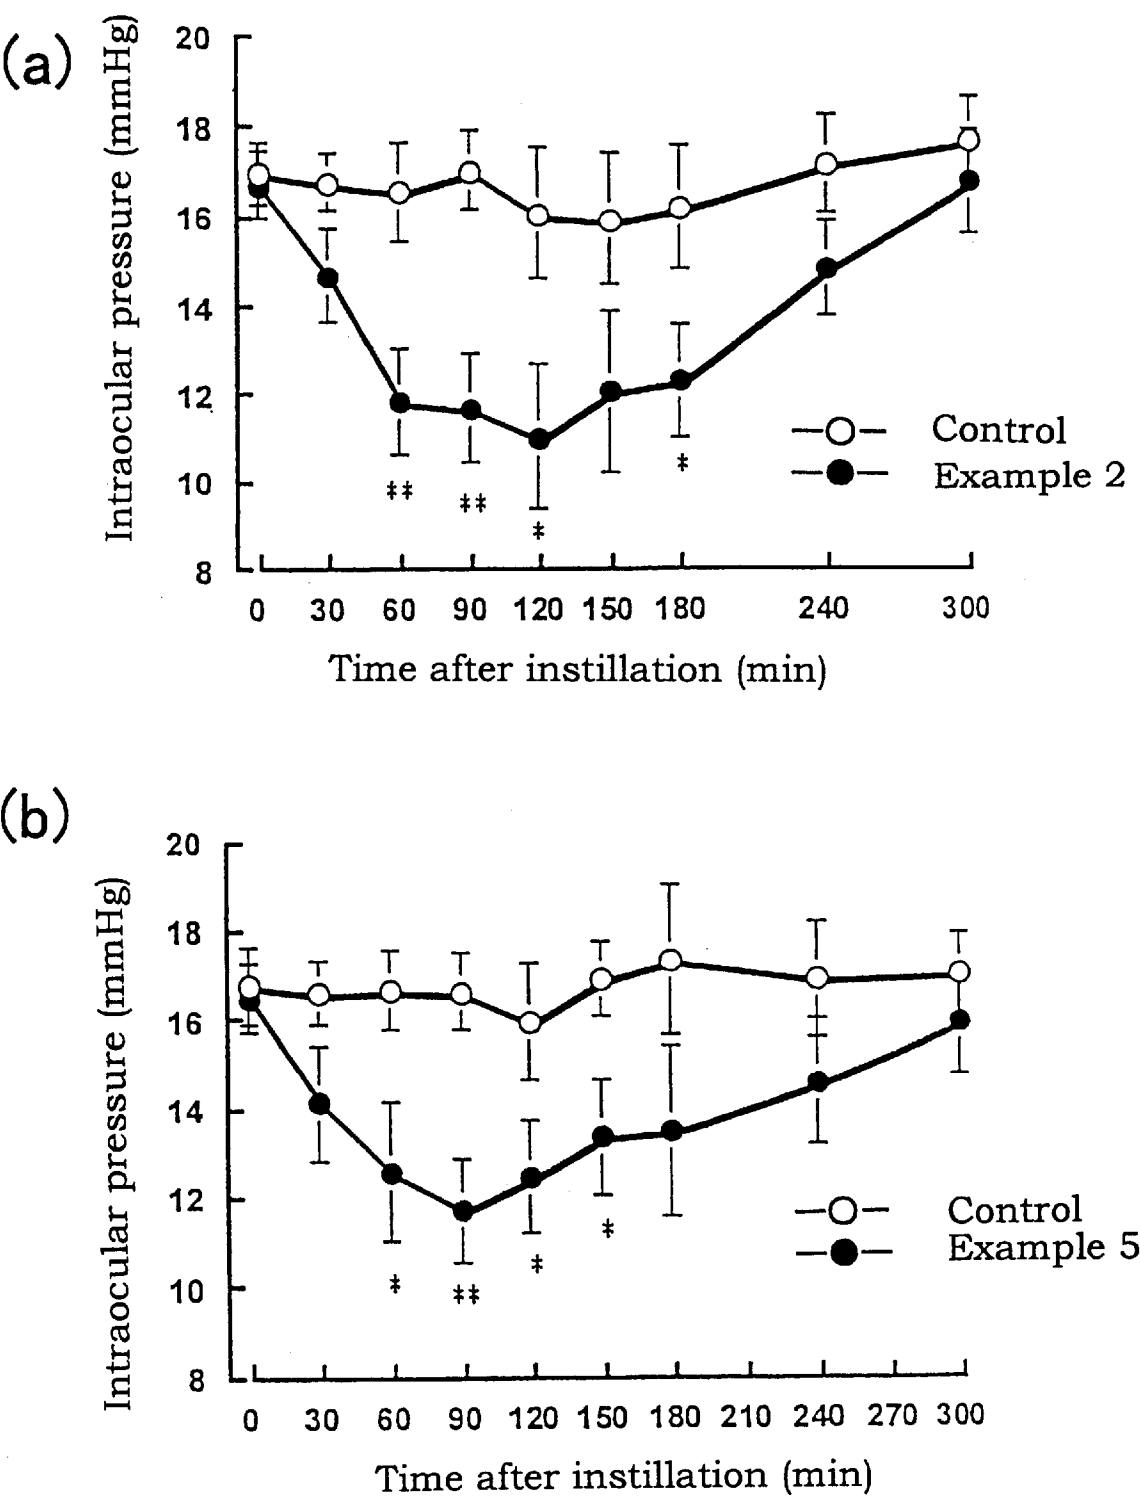 (a)
Intraocular pressure (mmHg)
20
18
16
14
12
10
8
Control
Example 2
‡‡
‡‡
‡
‡
0 30 60 90 120 150 180 240 300
Time after instillation (min)
(b)
Intraocular pressure (mmHg)
20
18
16
14
12
10
8
Control
Example 5
‡
‡‡
‡
‡
0 30 60 90 120 150 180 210 240 270 300
Time after instillation (min)